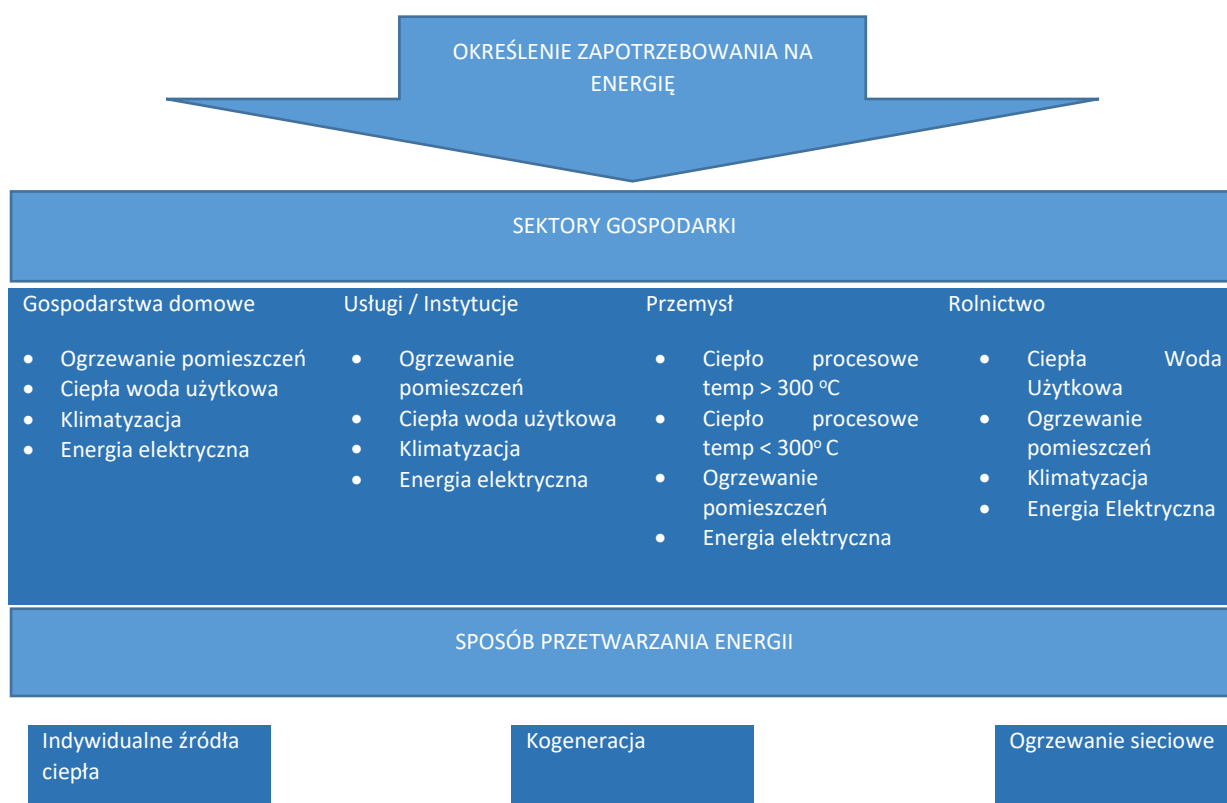 OKREŚLENIE ZAPOTRZEBOWANIA NA
ENERGIĘ
SEKTORY GOSPODARKI
Gospodarstwa domowe
• Ogrzewanie pomieszczeń
• Ciepła woda użytkowa
• Klimatyzacja
• Energia elektryczna
Usługi / Instytucje
• Ogrzewanie
pomieszczeń
• Ciepła woda użytkowa
• Klimatyzacja
• Energia elektryczna
Przemysł
• Ciepło procesowe
temp > 300 °C
• Ciepło procesowe
temp < 300° C
• Ogrzewanie
pomieszczeń
• Energia elektryczna
Rolnictwo
• Ciepła Woda
Użytkowa
• Ogrzewanie
pomieszczeń
• Klimatyzacja
• Energia Elektryczna
SPOSÓB PRZETWARZANIA ENERGII
Indywidualne źródła
ciepła
Kogeneracja
Ogrzewanie sieciowe